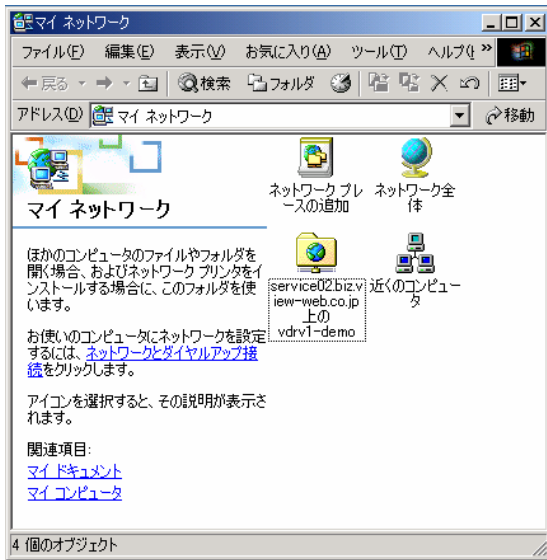 マイ ネットワーク
ファイル(F) 編集(E) 表示(V) お気に入り(A) ツール(T) ヘルプ(
戻る 検索 フォルダ
アドレス(D) マイ ネットワーク 移動
マイ ネットワーク
ほかのコンピュータのファイルやフォルダを
開く場合、およびネットワーク プリンタをイ
ンストールする場合に、このフォルダを使
います。
お使いのコンピュータにネットワークを設定
するには、ネットワークとダイヤルアップ接
続をクリックします。
アイコンを選択すると、その説明が表示さ
れます。
関連項目:
マイ ドキュメント
マイ コンピュータ
ネットワーク プレ
ースの追加
ネットワーク全
体
service02.biz.v
iew-web.co.jp
上の
vdrv1-demo
近くのコンピュー
タ
4 個のオブジェクト